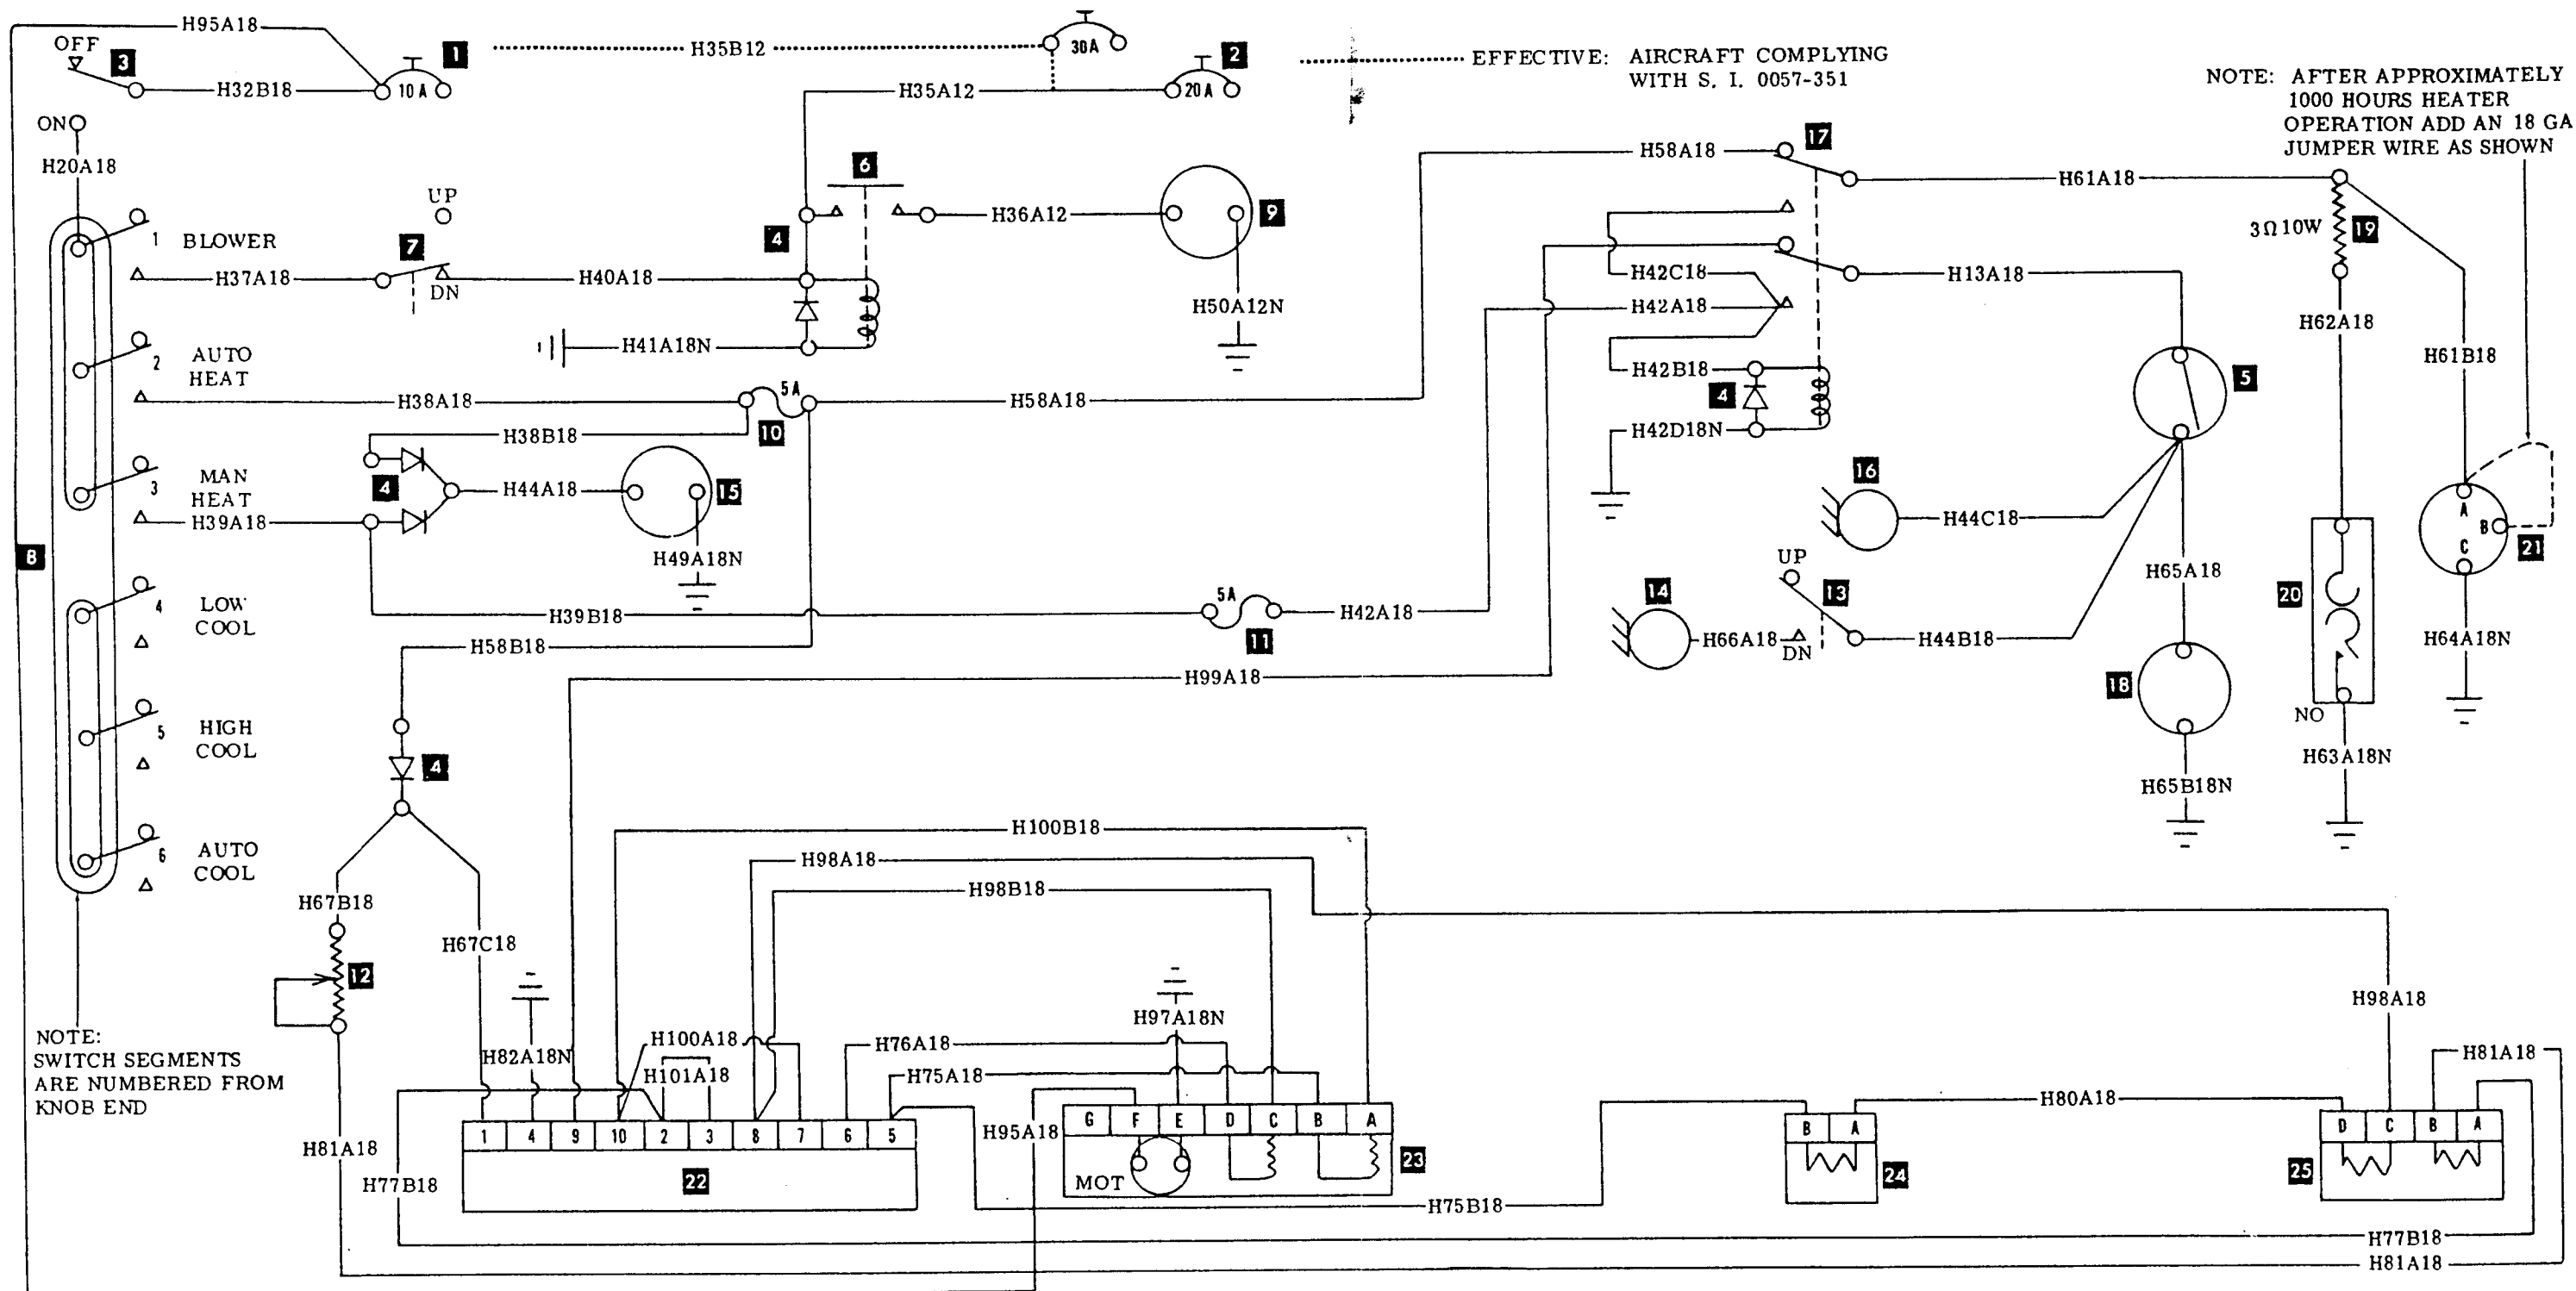 H95A18
OFF
3
H32B18
10A
1
H35B12
30A
2
20A
H35A12
EFFECTIVE: AIRCRAFT COMPLYING
WITH S. I. 0057-351
NOTE: AFTER APPROXIMATELY
1000 HOURS HEATER
OPERATION ADD AN 18 GA
JUMPER WIRE AS SHOWN
ON
H20A18
1
BLOWER
H37A18
UP
7
DN
H40A18
4
6
H36A12
9
H50A12N
H41A18N
2
AUTO
HEAT
H38A18
5A
10
H58A18
H38B18
4
H44A18
15
H49A18N
3
MAN
HEAT
H39A18
8
H39B18
5A
11
H42A18
4
LOW
COOL
H58B18
H99A18
5
HIGH
COOL
4
6
AUTO
COOL
H58A18
17
H61A18
3Ω10W
19
H42C18
H13A18
H42A18
H62A18
H61B18
H42B18
4
H42D18N
5
16
H44C18
A
B
C
21
UP
13
H65A18
14
H66A18
DN
H44B18
20
H64A18N
18
NO
H63A18N
H65B18N
H67B18
H67C18
12
H100B18
H98A18
H98B18
NOTE:
SWITCH SEGMENTS
ARE NUMBERED FROM
KNOB END
H82A18N
H100A18
H101A18
H76A18
H75A18
H97A18N
H98A18
H81A18
H80A18
H81A18
H77B18
1 4 9 10 2 3 8 7 6 5
22
H95A18
G F E D C B A
MOT
23
B A
24
D C B A
25
H75B18
H77B18
H81A18